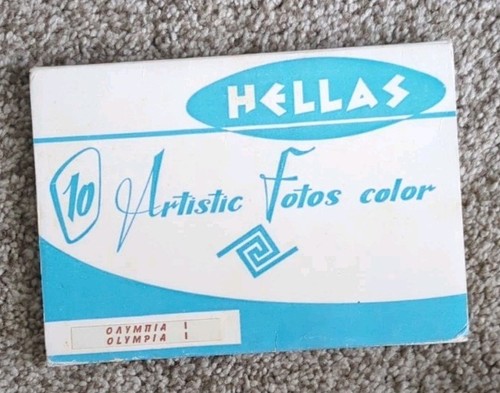 HELLAS
10 Artistic Fotos color
ΟΛΥΜΠΙΑ I
OLYMPIA I